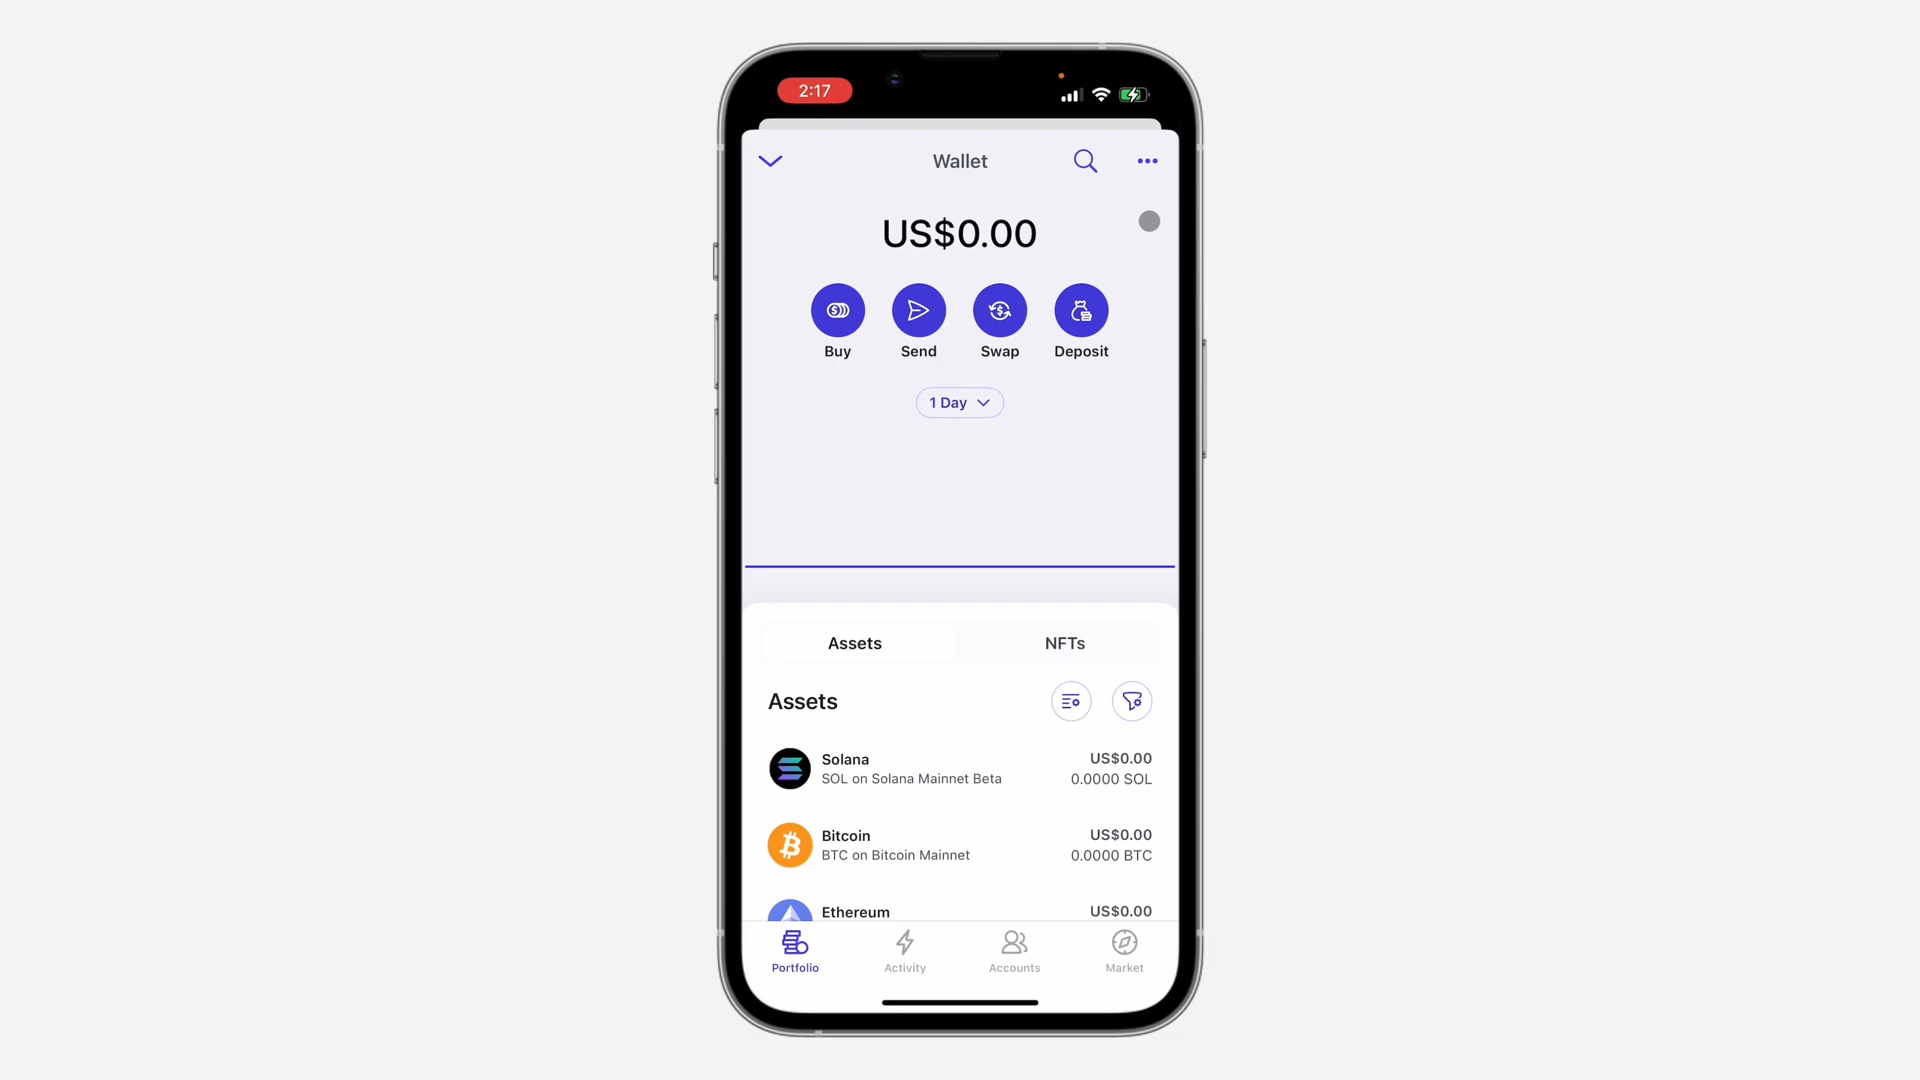 2:17
Wallet
US$0.00
Buy
Send
Swap
Deposit
1 Day
Assets
NFTs
Assets
Solana
US$0.00
SOL on Solana Mainnet Beta
0.0000 SOL
Bitcoin
US$0.00
BTC on Bitcoin Mainnet
0.0000 BTC
Ethereum
US$0.00
Portfolio
Activity
Accounts
Market